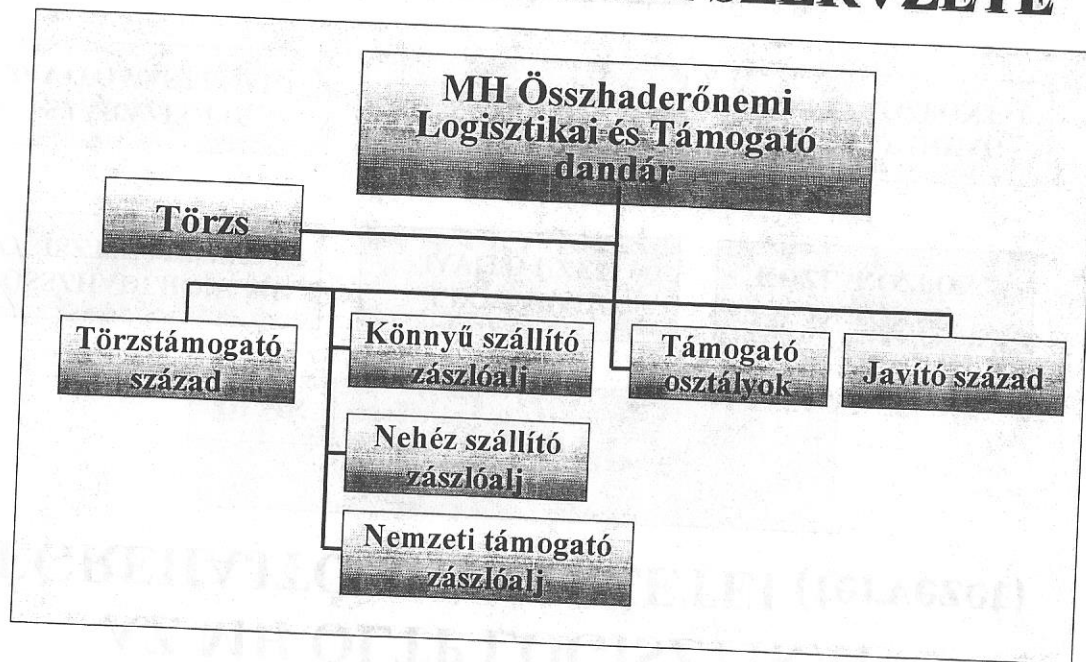 MH Összhaderőnemi
Logisztikai és Támogató
dandár
Törzs
Törzstámogató
század
Könnyű szállító
zászlóalj
Támogató
osztályok
Javító század
Nehéz szállító
zászlóalj
Nemzeti támogató
zászlóalj